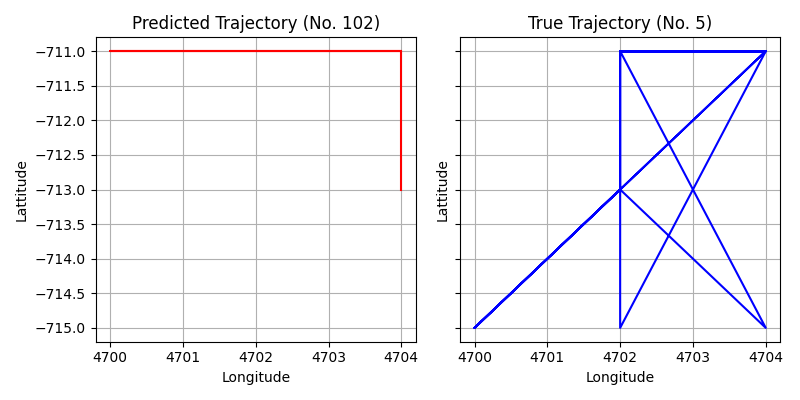 Predicted Trajectory (No. 102)
True Trajectory (No. 5)
−711.0
−711.5
−712.0
−712.5
−713.0
−713.5
−714.0
−714.5
−715.0
Lattitude
Lattitude
4700 4701 4702 4703 4704
4700 4701 4702 4703 4704
Longitude
Longitude